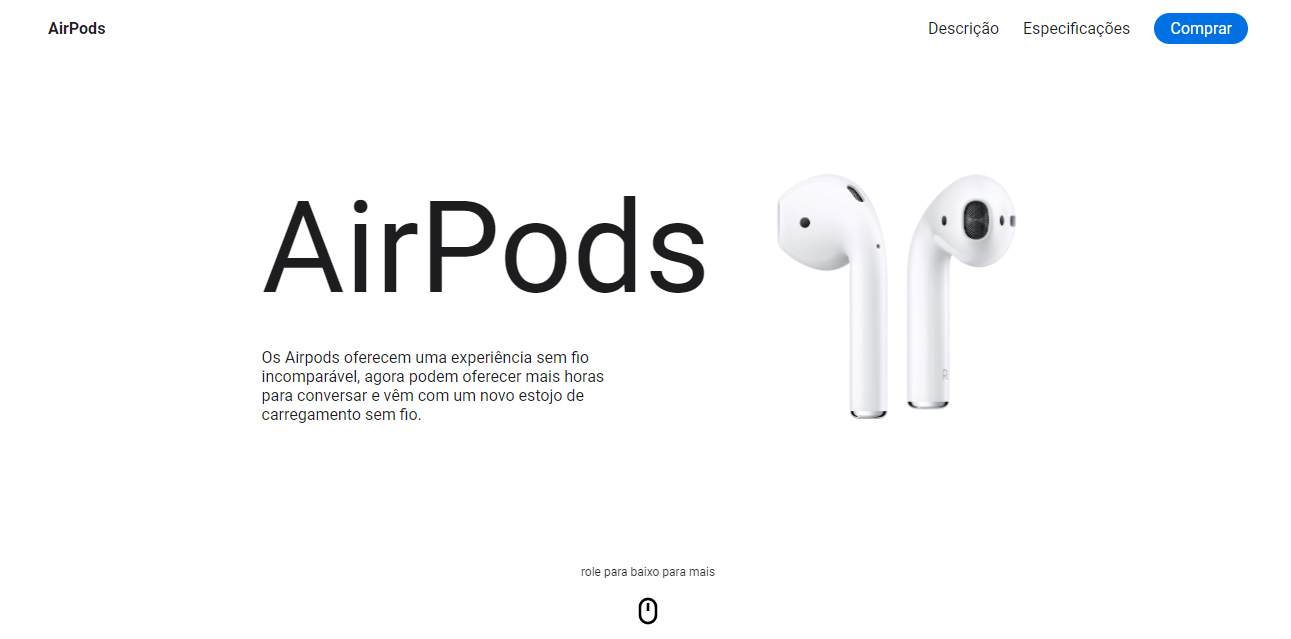 AirPods
Descrição
Especificações
Comprar
AirPods
Os Airpods oferecem uma experiência sem fio
incomparável, agora podem oferecer mais horas
para conversar e vêm com um novo estojo de
carregamento sem fio.
R
role para baixo para mais